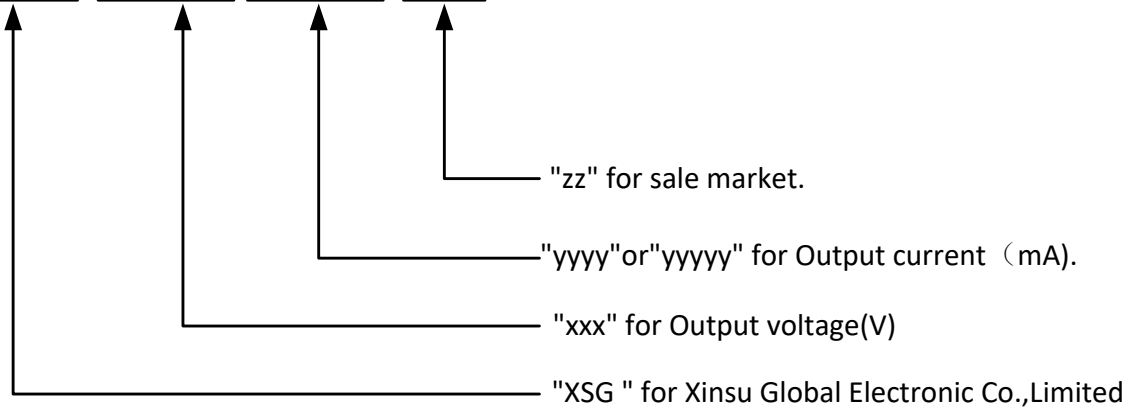 "zz" for sale market.
"yyyy"or"yyyyy" for Output current（mA).
"xxx" for Output voltage(V)
"XSG " for Xinsu Global Electronic Co.,Limited